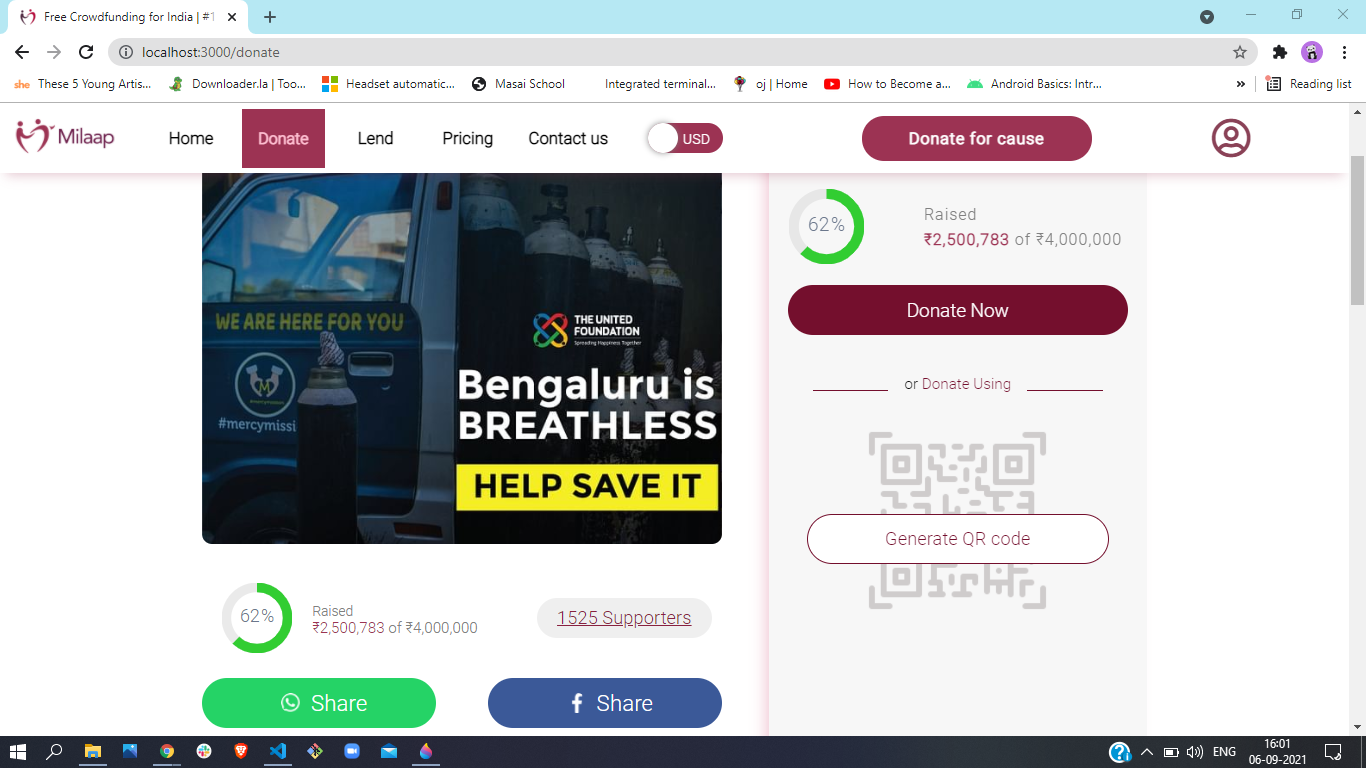 Free Crowdfunding for India | #1
localhost:3000/donate
she These 5 Young Artis...
Downloader.la | Too...
Headset automatic...
Masai School
Integrated terminal...
oj | Home
How to Become a...
Android Basics: Intr...
»
Reading list
Milaap
Home
Donate
Lend
Pricing
Contact us
USD
Donate for cause
WE ARE HERE FOR YOU
M
#mercymissi
THE UNITED
FOUNDATION
Spreading Happiness Together
Bengaluru is
BREATHLESS
HELP SAVE IT
62%
Raised
₹2,500,783 of ₹4,000,000
1525 Supporters
Share
Share
62%
Raised
₹2,500,783 of ₹4,000,000
Donate Now
or Donate Using
Generate QR code
ENG
16:01
06-09-2021